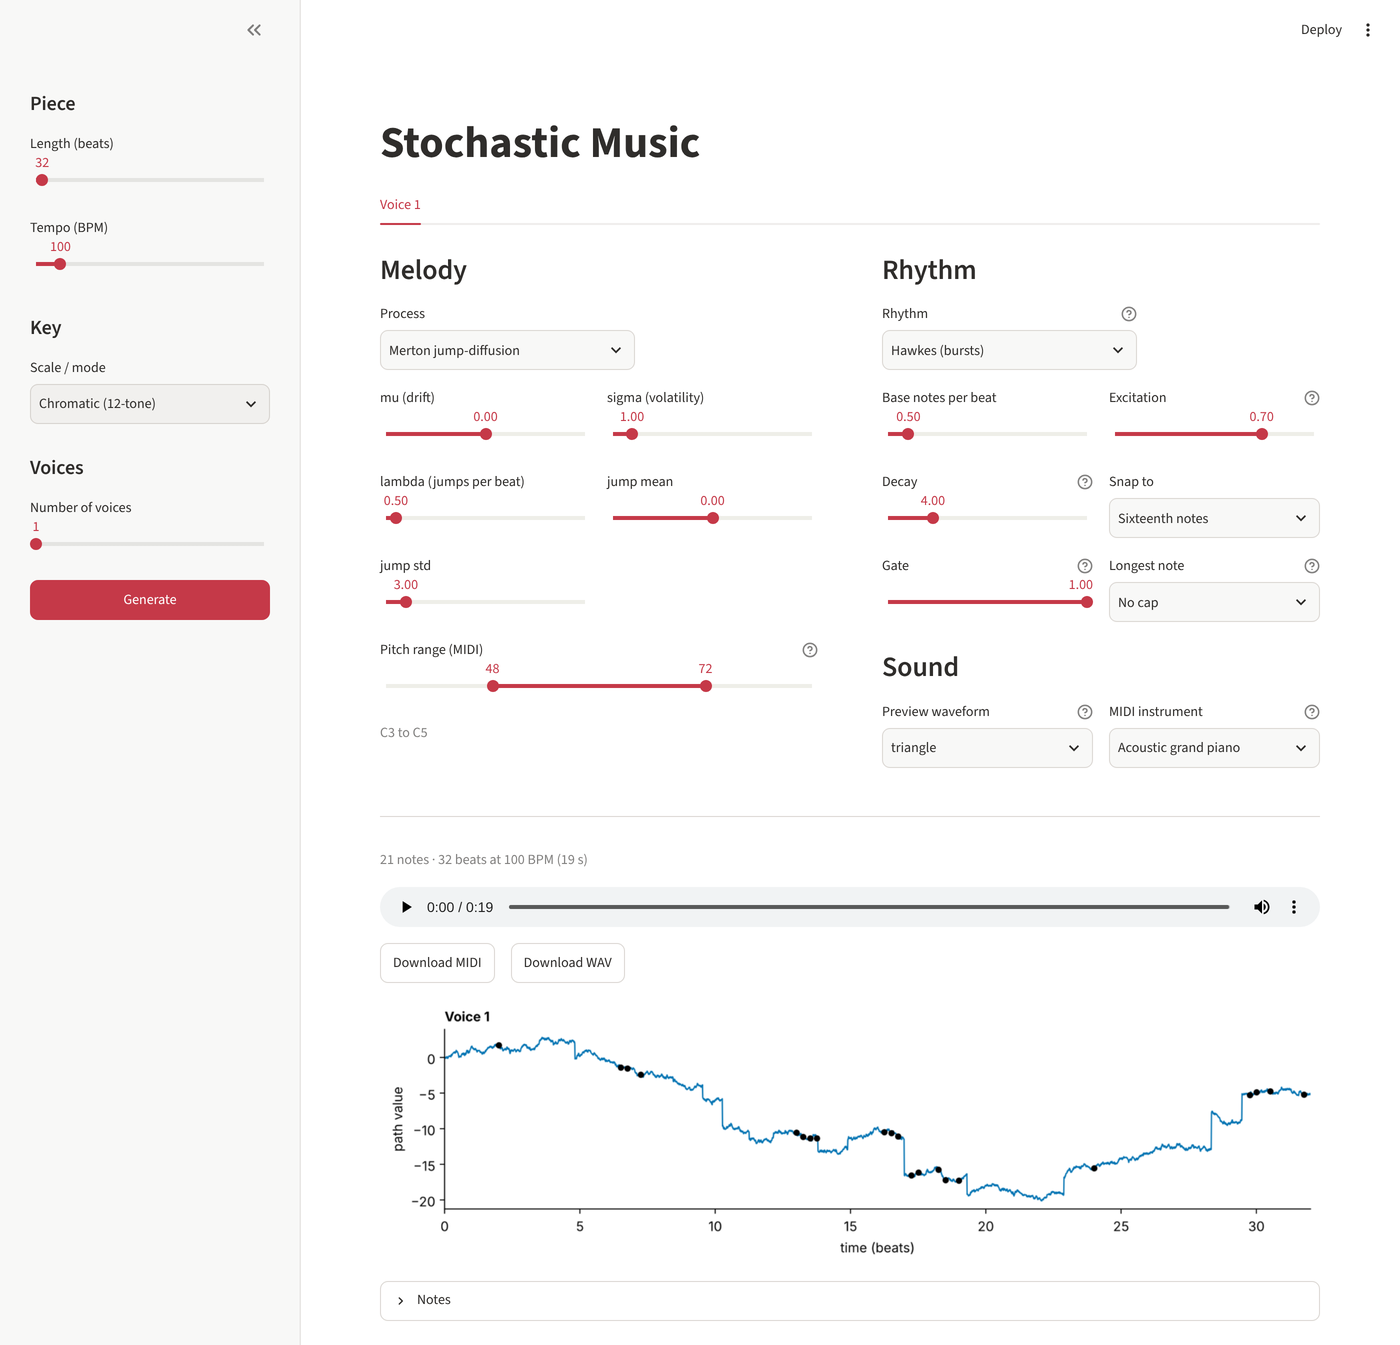 Deploy
Piece
Length (beats)
32
Tempo (BPM)
100
Key
Scale / mode
Chromatic (12-tone)
Voices
Number of voices
1
Generate
Stochastic Music
Voice 1
Melody
Process
Merton jump-diffusion
mu (drift)
0.00
sigma (volatility)
1.00
lambda (jumps per beat)
0.50
jump mean
0.00
jump std
3.00
Pitch range (MIDI)
48 72
C3 to C5
Rhythm
Rhythm
Hawkes (bursts)
Base notes per beat
0.50
Excitation
0.70
Decay
4.00
Snap to
Sixteenth notes
Gate
1.00
Longest note
No cap
Sound
Preview waveform
triangle
MIDI instrument
Acoustic grand piano
21 notes · 32 beats at 100 BPM (19 s)
0:00 / 0:19
Download MIDI
Download WAV
Voice 1
path value
0
−5
−10
−15
−20
0 5 10 15 20 25 30
time (beats)
Notes